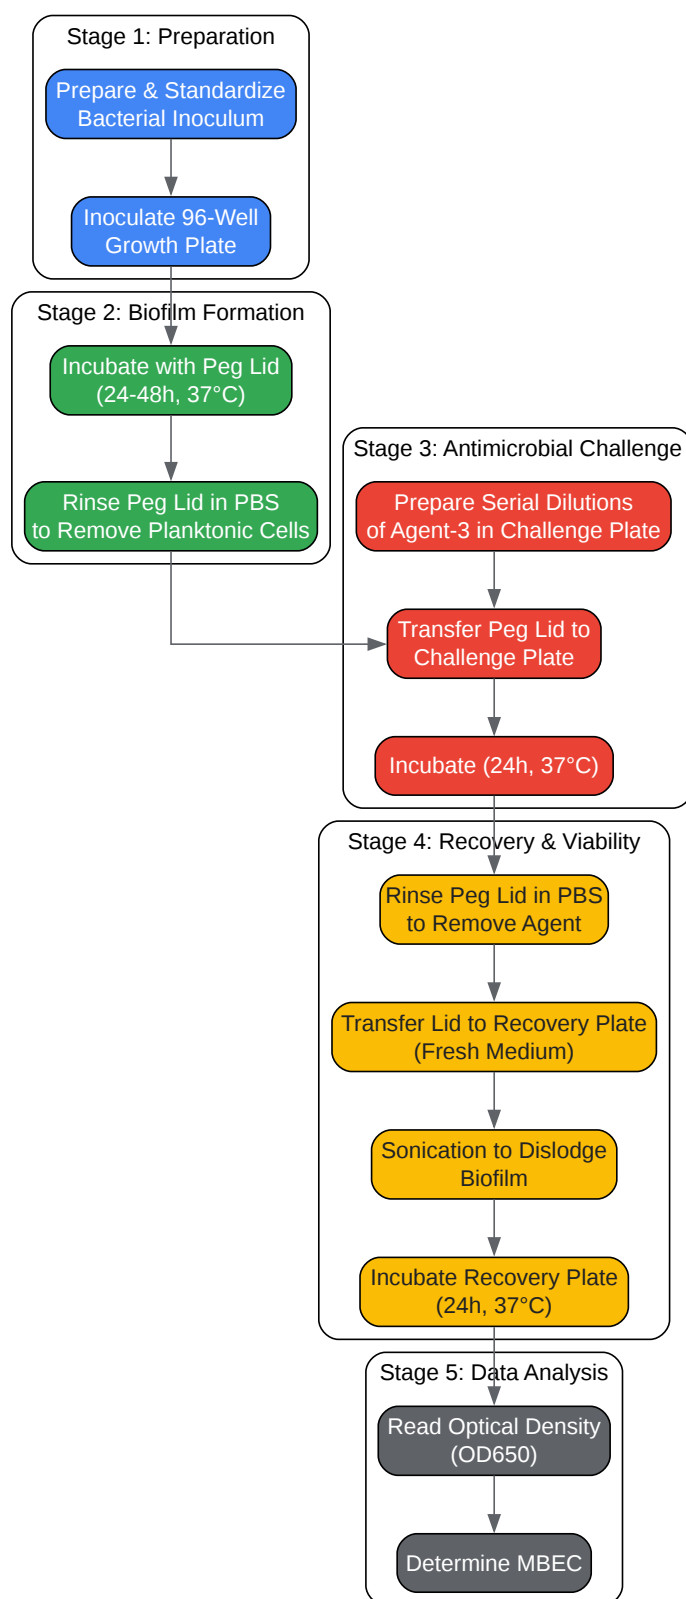 Stage 1: Preparation
Prepare & Standardize
Bacterial Inoculum
Inoculate 96-Well
Growth Plate
Stage 2: Biofilm Formation
Incubate with Peg Lid
(24-48h, 37°C)
Rinse Peg Lid in PBS
to Remove Planktonic Cells
Stage 3: Antimicrobial Challenge
Prepare Serial Dilutions
of Agent-3 in Challenge Plate
Transfer Peg Lid to
Challenge Plate
Incubate (24h, 37°C)
Stage 4: Recovery & Viability
Rinse Peg Lid in PBS
to Remove Agent
Transfer Lid to Recovery Plate
(Fresh Medium)
Sonication to Dislodge
Biofilm
Incubate Recovery Plate
(24h, 37°C)
Stage 5: Data Analysis
Read Optical Density
(OD650)
Determine MBEC